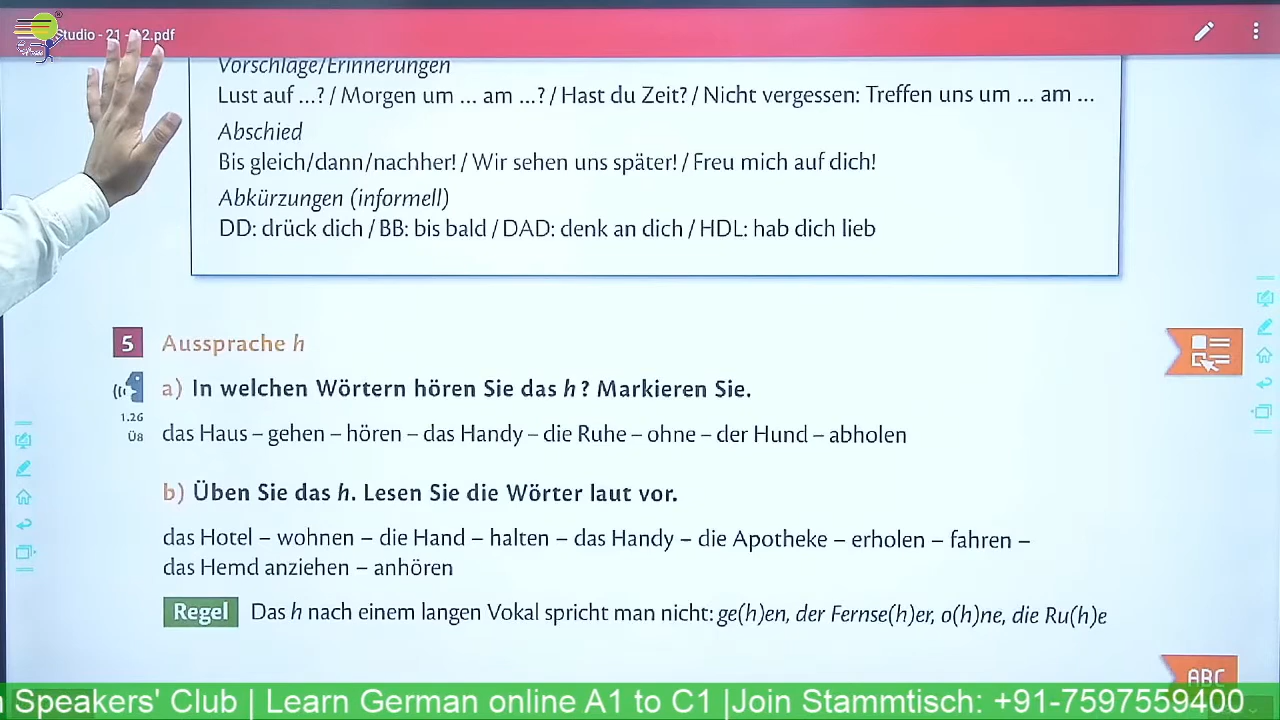 Studio - 21 - A2.pdf
Vorschläge/Erinnerungen
Lust auf ...? / Morgen um ... am ...? / Hast du Zeit? / Nicht vergessen: Treffen uns um ... am ...
Abschied
Bis gleich/dann/nachher! / Wir sehen uns später! / Freu mich auf dich!
Abkürzungen (informell)
DD: drück dich / BB: bis bald / DAD: denk an dich / HDL: hab dich lieb
5 Aussprache h
a) In welchen Wörtern hören Sie das h? Markieren Sie.
1.26
Ü8
das Haus – gehen – hören – das Handy – die Ruhe – ohne – der Hund – abholen
b) Üben Sie das h. Lesen Sie die Wörter laut vor.
das Hotel – wohnen – die Hand – halten – das Handy – die Apotheke – erholen – fahren –
das Hemd anziehen – anhören
Regel Das h nach einem langen Vokal spricht man nicht: ge(h)en, der Fernse(h)er, o(h)ne, die Ru(h)e
ABC
Speakers' Club | Learn German online A1 to C1 |Join Stammtisch: +91-7597559400